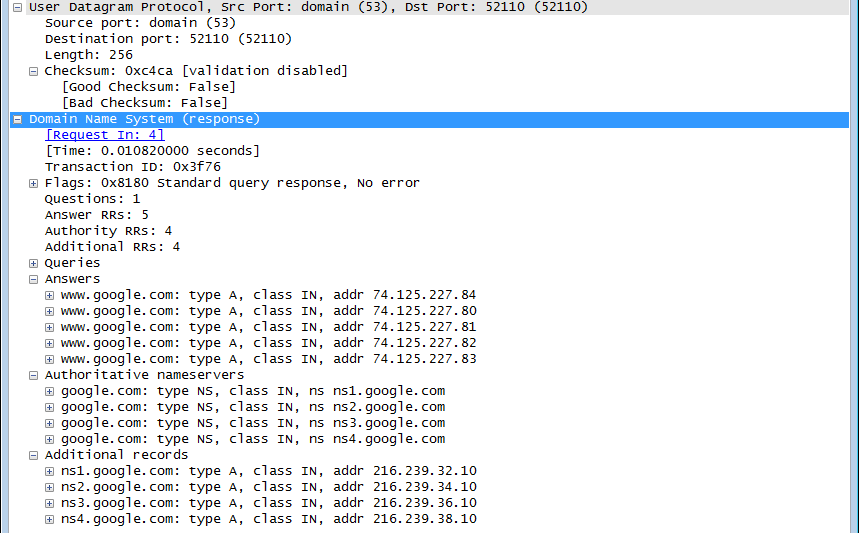 User Datagram Protocol, Src Port: domain (53), Dst Port: 52110 (52110)
Source port: domain (53)
Destination port: 52110 (52110)
Length: 256
Checksum: 0xc4ca [validation disabled]
[Good Checksum: False]
[Bad Checksum: False]
Domain Name System (response)
[Request In: 4]
[Time: 0.010820000 seconds]
Transaction ID: 0x3f76
Flags: 0x8180 Standard query response, No error
Questions: 1
Answer RRs: 5
Authority RRs: 4
Additional RRs: 4
Queries
Answers
www.google.com: type A, class IN, addr 74.125.227.84
www.google.com: type A, class IN, addr 74.125.227.80
www.google.com: type A, class IN, addr 74.125.227.81
www.google.com: type A, class IN, addr 74.125.227.82
www.google.com: type A, class IN, addr 74.125.227.83
Authoritative nameservers
google.com: type NS, class IN, ns ns1.google.com
google.com: type NS, class IN, ns ns2.google.com
google.com: type NS, class IN, ns ns3.google.com
google.com: type NS, class IN, ns ns4.google.com
Additional records
ns1.google.com: type A, class IN, addr 216.239.32.10
ns2.google.com: type A, class IN, addr 216.239.34.10
ns3.google.com: type A, class IN, addr 216.239.36.10
ns4.google.com: type A, class IN, addr 216.239.38.10